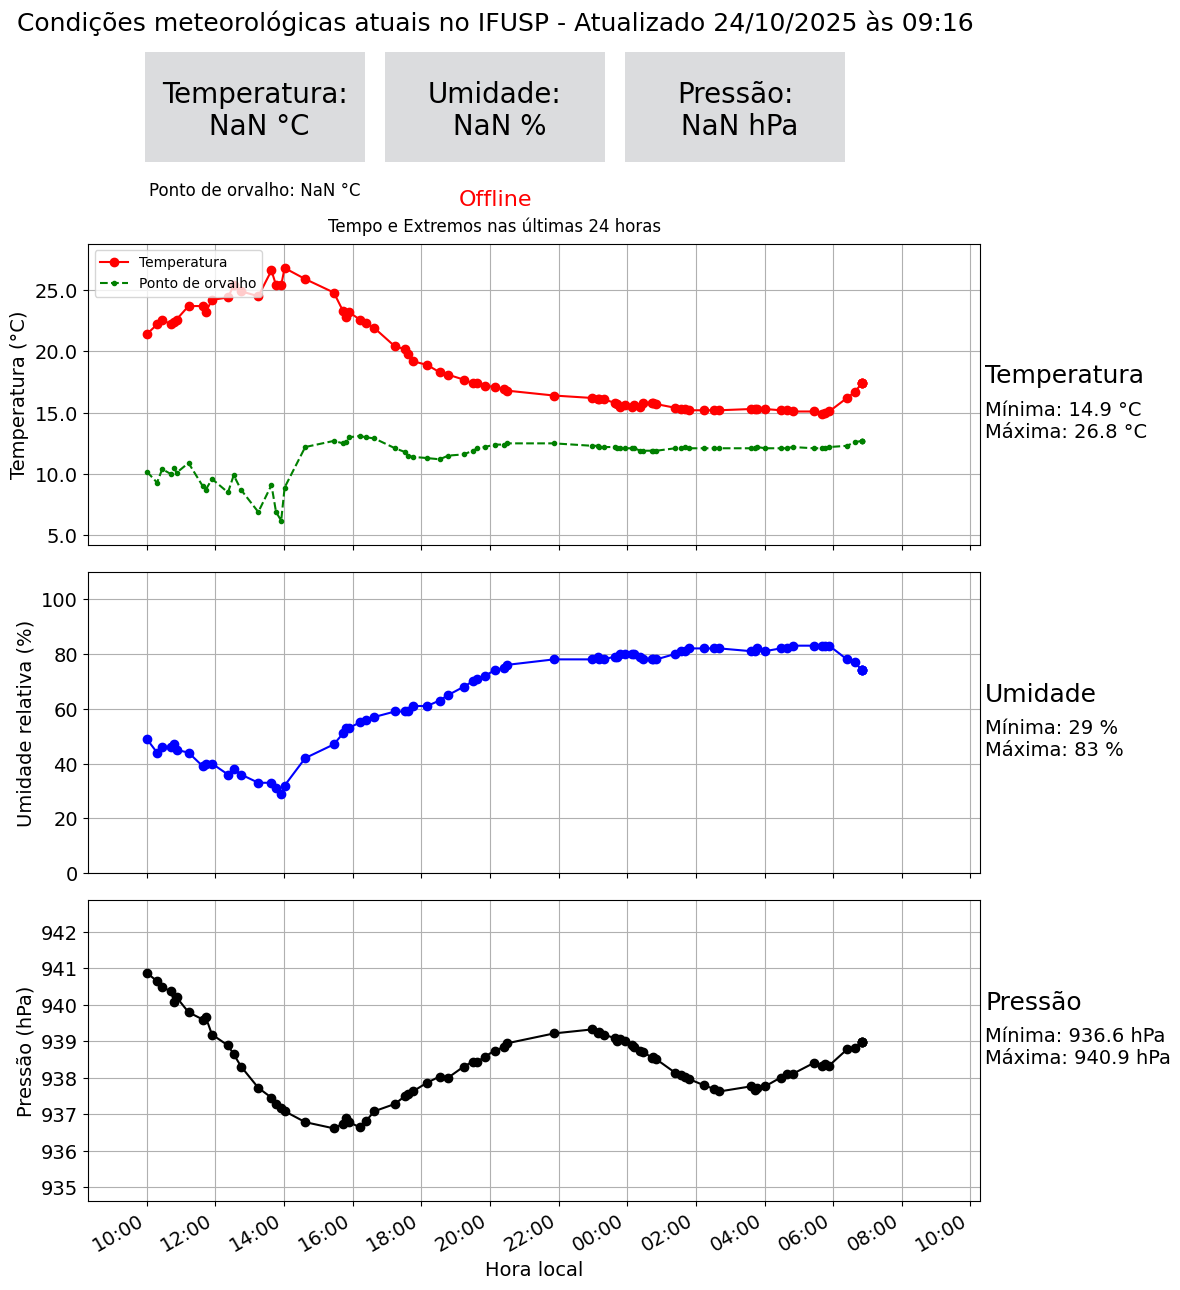 Condições meteorológicas atuais no IFUSP - Atualizado 24/10/2025 às 09:16
Temperatura:
NaN °C
Umidade:
NaN %
Pressão:
NaN hPa
Ponto de orvalho: NaN °C
Offline
Tempo e Extremos nas últimas 24 horas
Temperatura
Ponto de orvalho
Temperatura (°C)
25.0
20.0
15.0
10.0
5.0
Temperatura
Mínima: 14.9 °C
Máxima: 26.8 °C
Umidade relativa (%)
100
80
60
40
20
0
Umidade
Mínima: 29 %
Máxima: 83 %
Pressão (hPa)
942
941
940
939
938
937
936
935
Pressão
Mínima: 936.6 hPa
Máxima: 940.9 hPa
10:00 12:00 14:00 16:00 18:00 20:00 22:00 00:00 02:00 04:00 06:00 08:00 10:00
Hora local